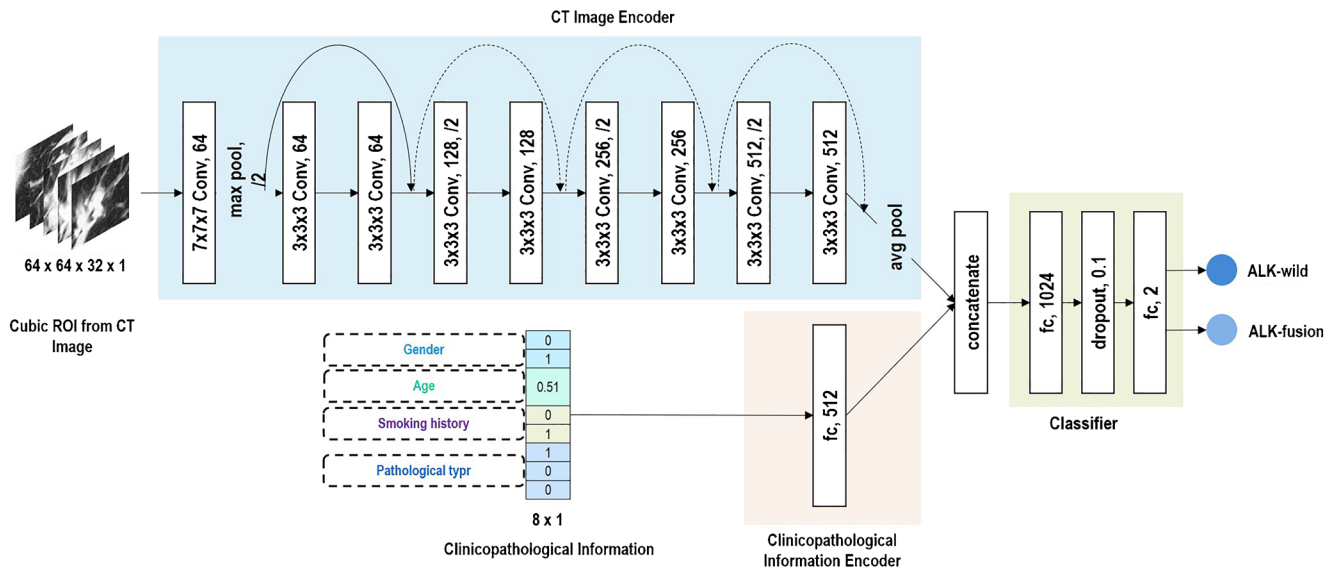 CT Image Encoder
64 x 64 x 32 x 1
Cubic ROI from CT
Image
7x7x7 Conv, 64
max pool,
/2
3x3x3 Conv, 64
3x3x3 Conv, 64
3x3x3 Conv, 128, /2
3x3x3 Conv, 128
3x3x3 Conv, 256, /2
3x3x3 Conv, 256
3x3x3 Conv, 512, /2
3x3x3 Conv, 512
avg pool
Gender
0
1
Age
0.51
Smoking history
0
1
Pathological typr
1
0
0
8 x 1
Clinicopathological Information
fc, 512
Clinicopathological
Information Encoder
concatenate
fc, 1024
dropout, 0.1
fc, 2
Classifier
ALK-wild
ALK-fusion